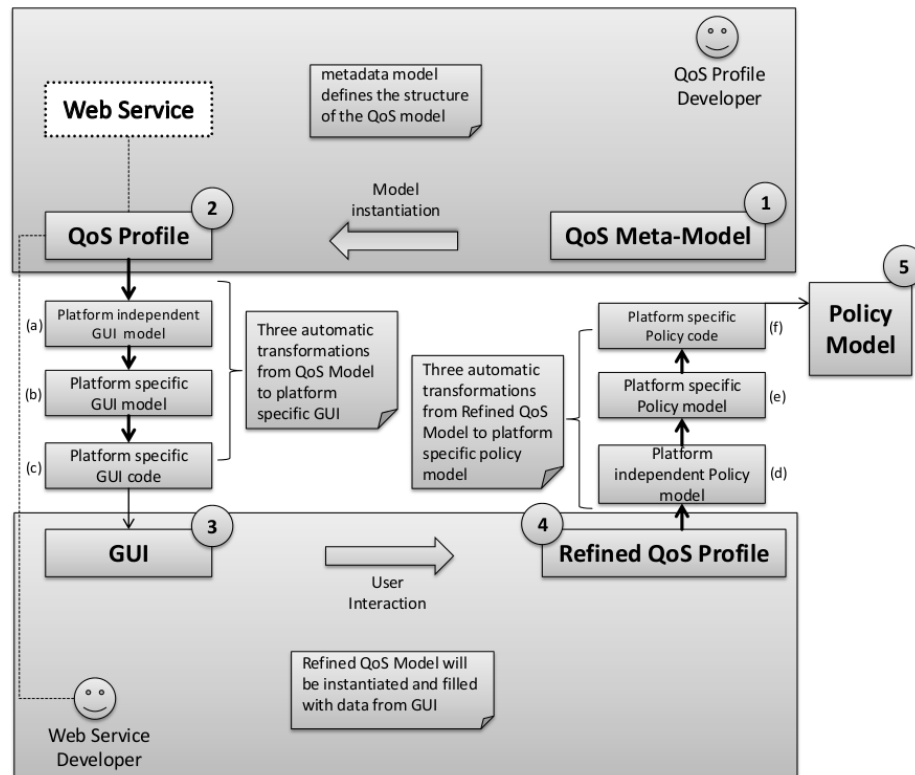 metadata model
defines the structure
of the QoS model
QoS Profile
Developer
Web Service
Model
instantiation
2
QoS Profile
1
QoS Meta-Model
5
Policy
Model
(a)
Platform independent
GUI model
(b)
Platform specific
GUI model
(c)
Platform specific
GUI code
Three automatic
transformations
from QoS Model
to platform
specific GUI
Three automatic
transformations
from Refined QoS
Model to platform
specific policy
model
Platform specific
Policy code
(f)
Platform specific
Policy model
(e)
Platform
independent Policy
model
(d)
3
GUI
User
Interaction
4
Refined QoS Profile
Refined QoS Model will
be instantiated and filled
with data from GUI
Web Service
Developer